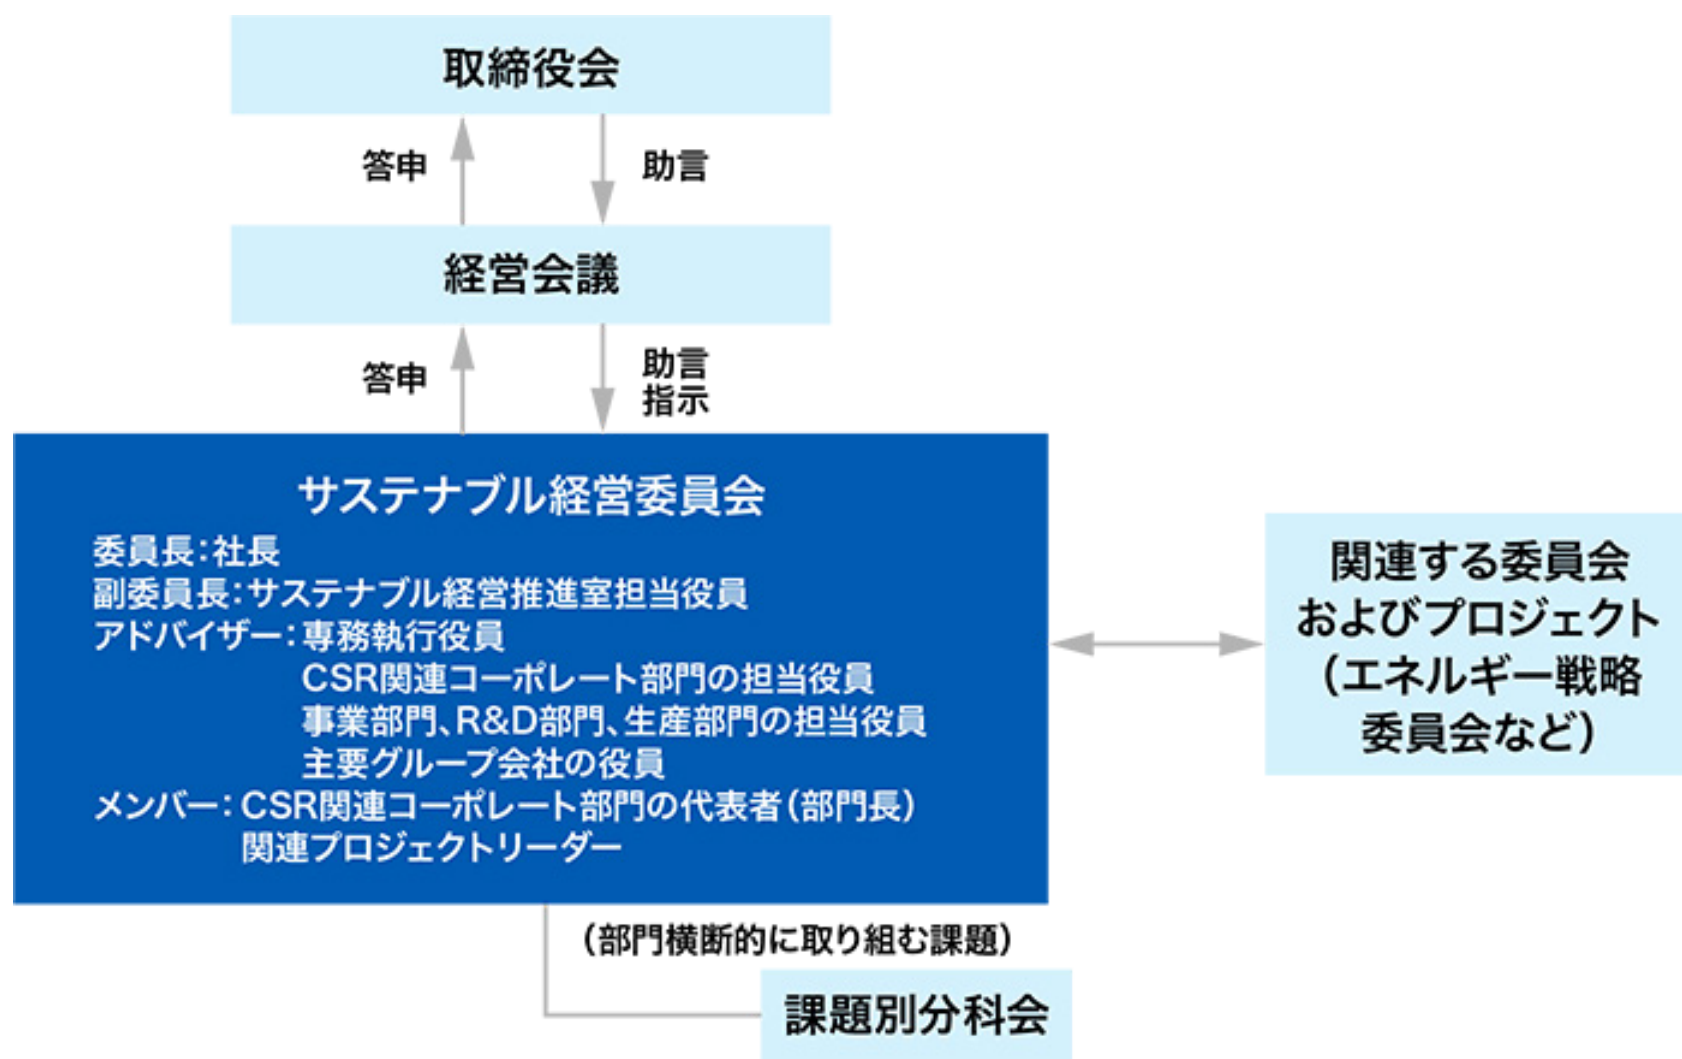 取締役会
答申
助言
経営会議
答申
助言
指示
サステナブル経営委員会
委員長：社長
副委員長：サステナブル経営推進室担当役員
アドバイザー：専務執行役員
CSR関連コーポレート部門の担当役員
事業部門、R&D部門、生産部門の担当役員
主要グループ会社の役員
メンバー：CSR関連コーポレート部門の代表者（部門長）
関連プロジェクトリーダー
関連する委員会
およびプロジェクト
（エネルギー戦略
委員会など）
（部門横断的に取り組む課題）
課題別分科会